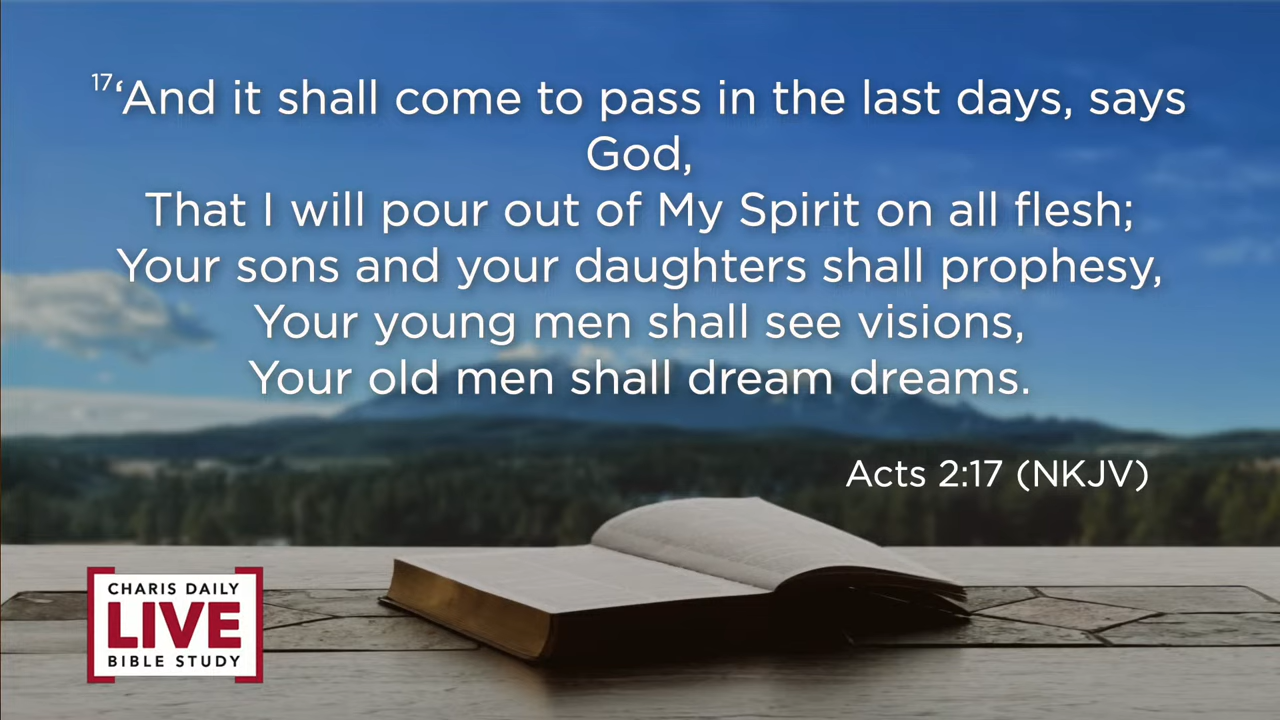 17‘And it shall come to pass in the last days, says
God,
That I will pour out of My Spirit on all flesh;
Your sons and your daughters shall prophesy,
Your young men shall see visions,
Your old men shall dream dreams.
Acts 2:17 (NKJV)
CHARIS DAILY
LIVE
BIBLE STUDY